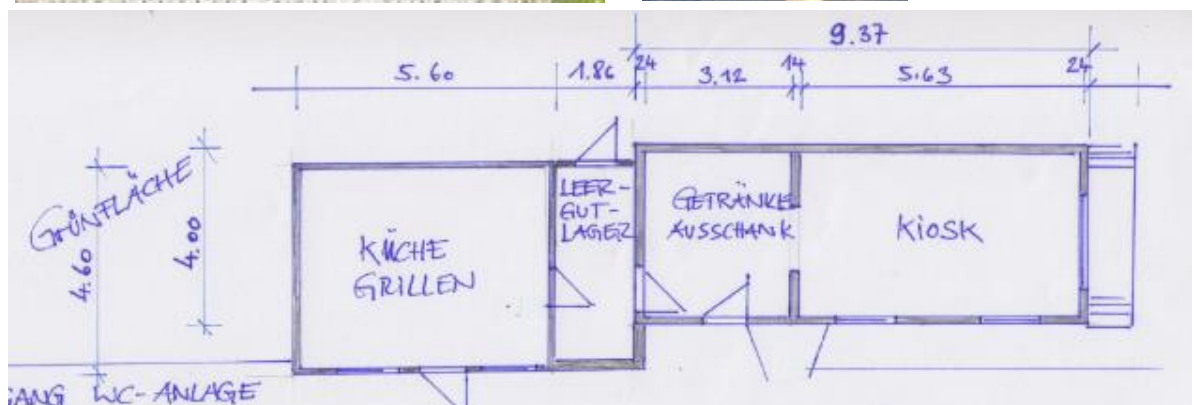 9.37
5.60 1.86 24 3.12 14 5.63 24
GRÜNFLÄCHE
4.60
4.00
KÜCHE
GRILLEN
LEER-
GUT-
LAGER
GETRÄNKE
AUSSCHANK
KIOSK
GANG WC-ANLAGE